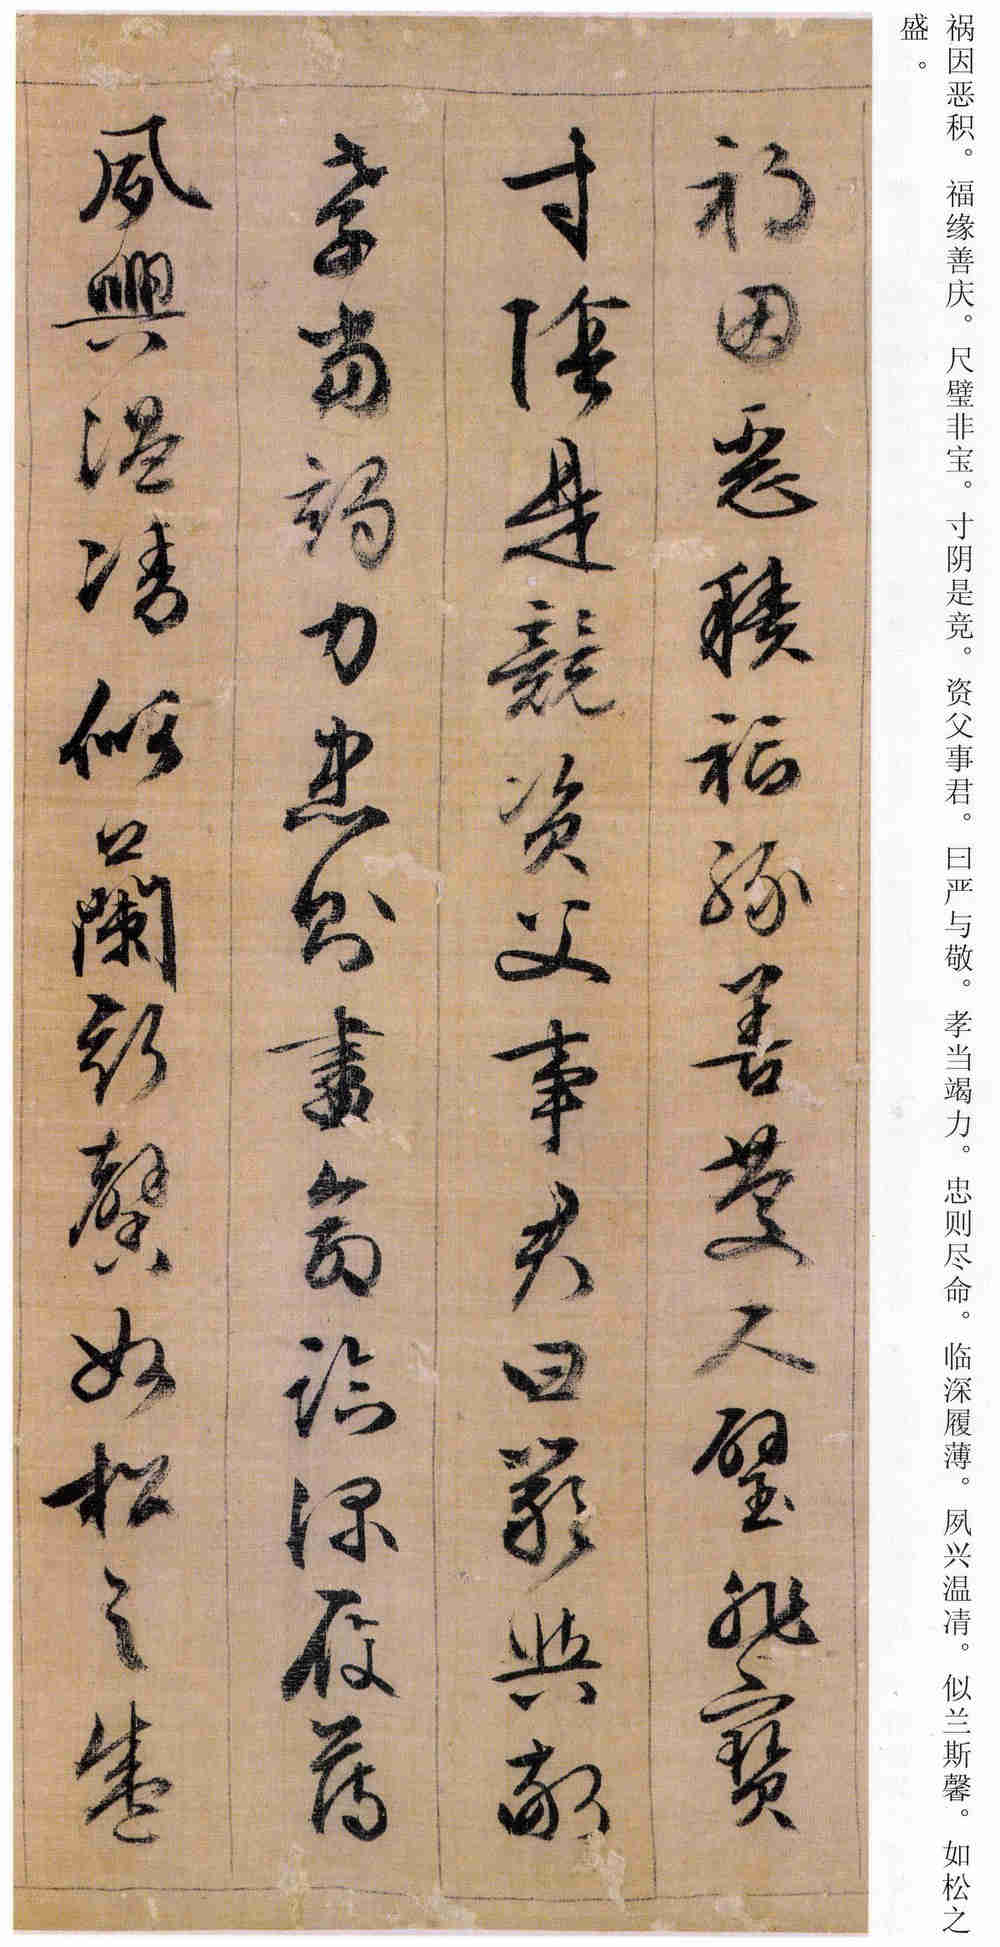 祸因恶积。福缘善庆。尺璧非宝。寸阴是竞。资父事君。曰严与敬。孝当竭力。忠则尽命。临深履薄。夙兴温凊。似兰斯馨。如松之
盛。
禍因惡積福緣善慶尺璧非寶
寸陰是競資父事君曰嚴與敬
孝當竭力忠則盡命臨深履薄
夙興溫凊似蘭斯馨如松之盛